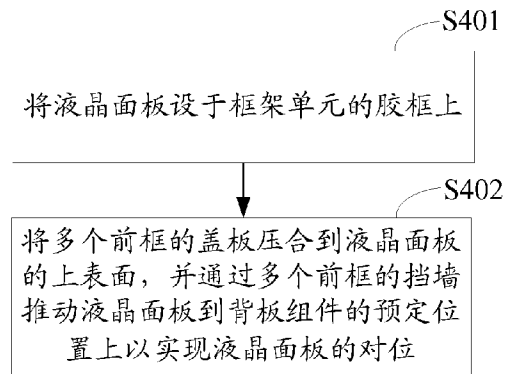 S401
将液晶面板设于框架单元的胶框上
S402
将多个前框的盖板压合到液晶面板
的上表面，并通过多个前框的挡墙
推动液晶面板到背板组件的预定位
置上以实现液晶面板的对位